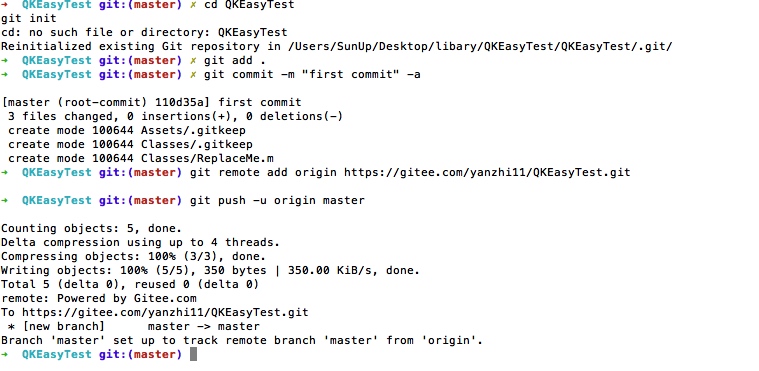 ➜  QKEasyTest git:(master) ✗ cd QKEasyTest
git init
cd: no such file or directory: QKEasyTest
Reinitialized existing Git repository in /Users/SunUp/Desktop/libary/QKEasyTest/QKEasyTest/.git/
➜  QKEasyTest git:(master) ✗ git add .
➜  QKEasyTest git:(master) ✗ git commit -m "first commit" -a
[master (root-commit) 110d35a] first commit
 3 files changed, 0 insertions(+), 0 deletions(-)
 create mode 100644 Assets/.gitkeep
 create mode 100644 Classes/.gitkeep
 create mode 100644 Classes/ReplaceMe.m
➜  QKEasyTest git:(master) git remote add origin https://gitee.com/yanzhi11/QKEasyTest.git
➜  QKEasyTest git:(master) git push -u origin master
Counting objects: 5, done.
Delta compression using up to 4 threads.
Compressing objects: 100% (3/3), done.
Writing objects: 100% (5/5), 350 bytes | 350.00 KiB/s, done.
Total 5 (delta 0), reused 0 (delta 0)
remote: Powered by Gitee.com
To https://gitee.com/yanzhi11/QKEasyTest.git
 * [new branch]      master -> master
Branch 'master' set up to track remote branch 'master' from 'origin'.
➜  QKEasyTest git:(master)